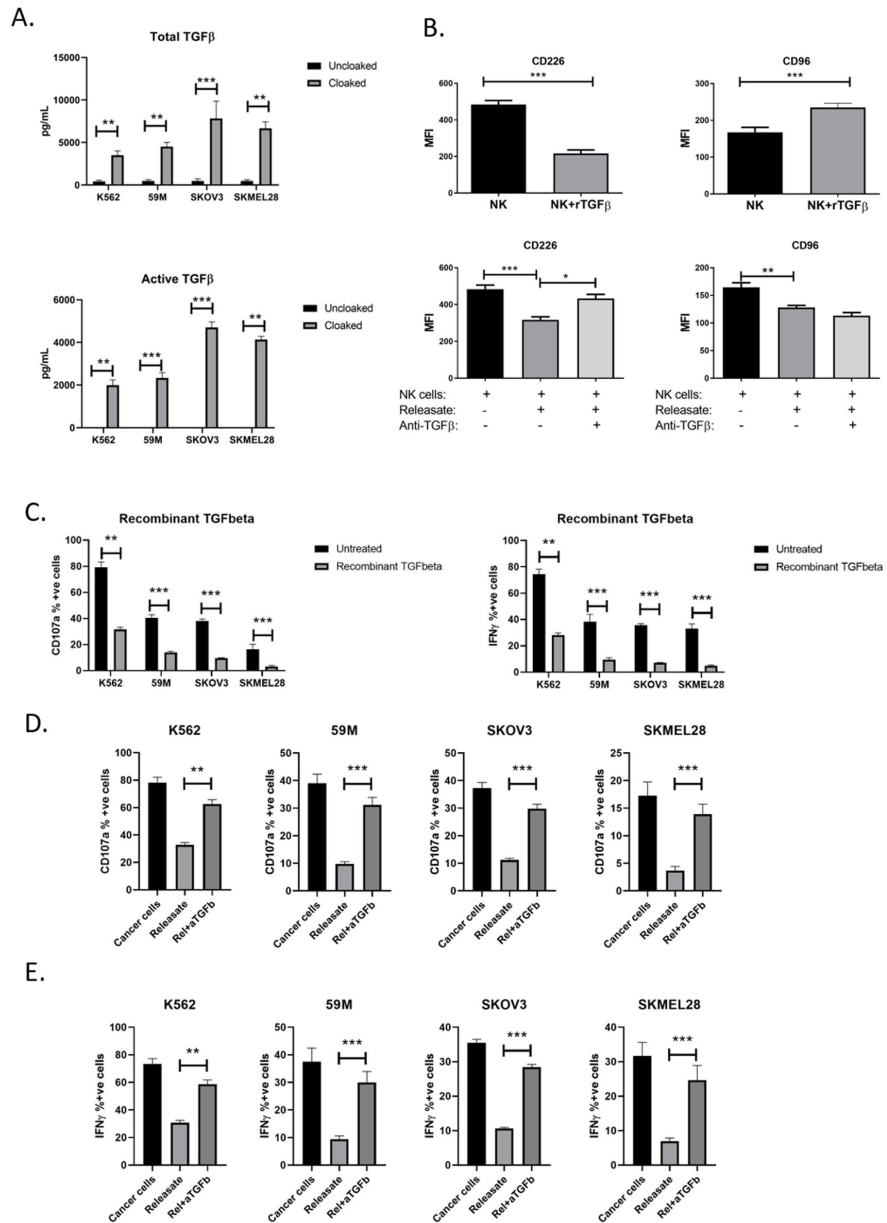 A.
Total TGFβ
Uncloaked
Cloaked
pg/mL
15000
10000
5000
0
** ** *** **
K562 59M SKOV3 SKMEL28
Active TGFβ
Uncloaked
Cloaked
pg/mL
6000
4000
2000
0
** *** *** **
K562 59M SKOV3 SKMEL28
B.
CD226
***
MFI
600
400
200
0
NK NK+rTGFβ
CD96
***
MFI
300
200
100
0
NK NK+rTGFβ
CD226
*** *
MFI
600
400
200
0
NK cells: + + +
Releasate: - + +
Anti-TGFβ: - - +
CD96
**
MFI
200
150
100
50
0
NK cells: + + +
Releasate: - + +
Anti-TGFβ: - - +
C.
Recombinant TGFbeta
Untreated
Recombinant TGFbeta
CD107a % +ve cells
100
80
60
40
20
0
** *** *** ***
K562 59M SKOV3 SKMEL28
Recombinant TGFbeta
Untreated
Recombinant TGFbeta
IFNγ %+ve cells
100
80
60
40
20
0
** *** *** ***
K562 59M SKOV3 SKMEL28
D.
K562
**
CD107a % +ve cells
100
80
60
40
20
0
Cancer cells Releasate Rel+aTGFb
59M
***
CD107a % +ve cells
50
40
30
20
10
0
Cancer cells Releasate Rel+aTGFb
SKOV3
***
CD107a % +ve cells
50
40
30
20
10
0
Cancer cells Releasate Rel+aTGFb
SKMEL28
***
CD107a % +ve cells
25
20
15
10
5
0
Cancer cells Releasate Rel+aTGFb
E.
K562
**
IFNγ %+ve cells
100
80
60
40
20
0
Cancer cells Releasate Rel+aTGFb
59M
***
IFNγ %+ve cells
50
40
30
20
10
0
Cancer cells Releasate Rel+aTGFb
SKOV3
***
IFNγ %+ve cells
40
30
20
10
0
Cancer cells Releasate Rel+aTGFb
SKMEL28
***
IFNγ %+ve cells
40
30
20
10
0
Cancer cells Releasate Rel+aTGFb